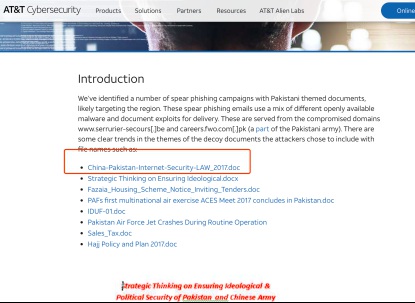 AT&T Cybersecurity Products Solutions Partners Resources AT&T Alien Labs Online
Introduction
We've identified a number of spear phishing campaigns with Pakistani themed documents,
likely targeting the region. These spear phishing emails use a mix of different openly available
malware and document exploits for delivery. These are served from the compromised domains
www.serrurier-secours[.]be and careers.fwo.com[.]pk (a part of the Pakistani army). There are
some clear trends in the themes of the decoy documents the attackers chose to include with
file names such as:
• China-Pakistan-Internet-Security-LAW_2017.doc
• Strategic Thinking on Ensuring Ideological.docx
• Fazaia_Housing_Scheme_Notice_Inviting_Tenders.doc
• PAFs first multinational air exercise ACES Meet 2017 concludes in Pakistan.doc
• IDUF-01.doc
• Pakistan Air Force Jet Crashes During Routine Operation
• Sales_Tax.doc
• Hajj Policy and Plan 2017.doc
Strategic Thinking on Ensuring Ideological &
Political Security of Pakistan and Chinese Army